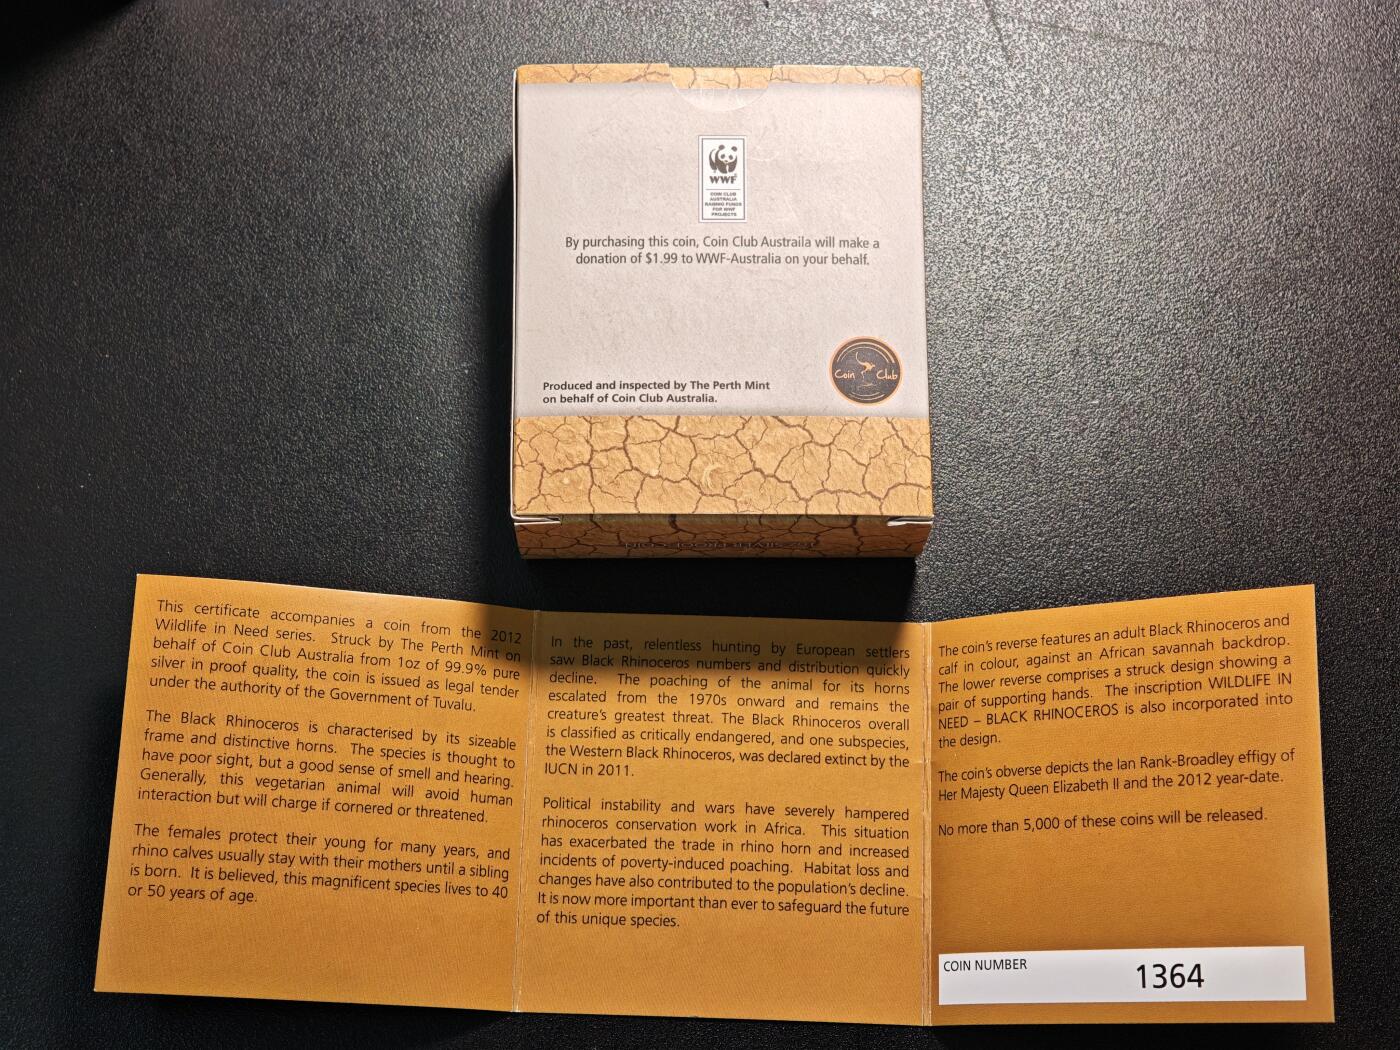 WWF
COIN CLUB
AUSTRALIA
RAISING FUNDS
FOR WWF
PROJECTS
By purchasing this coin, Coin Club Austraila will make a
donation of $1.99 to WWF-Australia on your behalf.
Coin Club
Produced and inspected by The Perth Mint
on behalf of Coin Club Australia.
1oz SILVER PROOF COIN
This certificate accompanies a coin from the 2012
Wildlife in Need series. Struck by The Perth Mint on
behalf of Coin Club Australia from 1oz of 99.9% pure
silver in proof quality, the coin is issued as legal tender
under the authority of the Government of Tuvalu.
The Black Rhinoceros is characterised by its sizeable
frame and distinctive horns. The species is thought to
have poor sight, but a good sense of smell and hearing.
Generally, this vegetarian animal will avoid human
interaction but will charge if cornered or threatened.
The females protect their young for many years, and
rhino calves usually stay with their mothers until a sibling
is born. It is believed, this magnificent species lives to 40
or 50 years of age.
In the past, relentless hunting by European settlers
saw Black Rhinoceros numbers and distribution quickly
decline. The poaching of the animal for its horns
escalated from the 1970s onward and remains the
creature's greatest threat. The Black Rhinoceros overall
is classified as critically endangered, and one subspecies,
the Western Black Rhinoceros, was declared extinct by the
IUCN in 2011.
Political instability and wars have severely hampered
rhinoceros conservation work in Africa. This situation
has exacerbated the trade in rhino horn and increased
incidents of poverty-induced poaching. Habitat loss and
changes have also contributed to the population's decline.
It is now more important than ever to safeguard the future
of this unique species.
The coin's reverse features an adult Black Rhinoceros and
calf in colour, against an African savannah backdrop.
The lower reverse comprises a struck design showing a
pair of supporting hands. The inscription WILDLIFE IN
NEED – BLACK RHINOCEROS is also incorporated into
the design.
The coin's obverse depicts the Ian Rank-Broadley effigy of
Her Majesty Queen Elizabeth II and the 2012 year-date.
No more than 5,000 of these coins will be released.
COIN NUMBER 1364